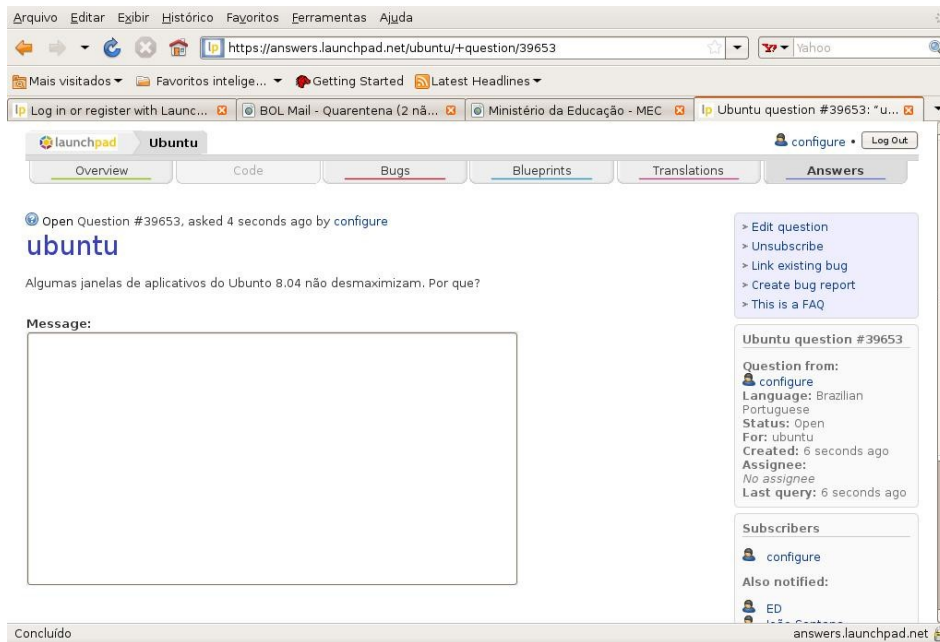 Arquivo Editar Exibir Histórico Favoritos Ferramentas Ajuda
lp https://answers.launchpad.net/ubuntu/+question/39653 Yahoo
Mais visitados Favoritos intelige... Getting Started Latest Headlines
lp Log in or register with Launc... BOL Mail - Quarentena (2 nã... Ministério da Educação - MEC lp Ubuntu question #39653: “u...
launchpad Ubuntu configure • Log Out
Overview Code Bugs Blueprints Translations Answers
Open Question #39653, asked 4 seconds ago by configure
ubuntu
Algumas janelas de aplicativos do Ubunto 8.04 não desmaximizam. Por que?
Message:
> Edit question
> Unsubscribe
> Link existing bug
> Create bug report
> This is a FAQ
Ubuntu question #39653
Question from:
configure
Language: Brazilian
Portuguese
Status: Open
For: ubuntu
Created: 6 seconds ago
Assignee:
No assignee
Last query: 6 seconds ago
Subscribers
configure
Also notified:
ED
Concluído answers.launchpad.net